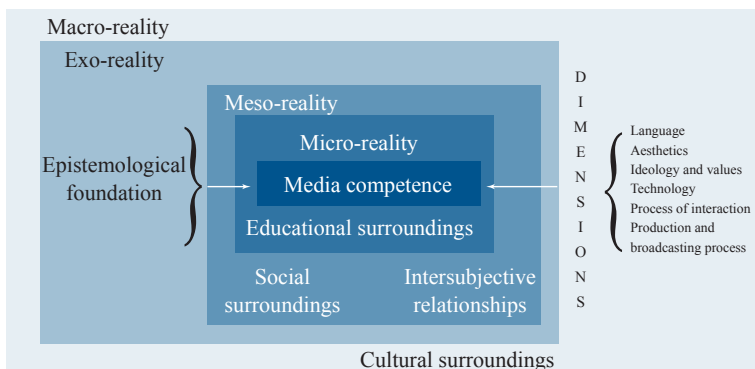 Macro-reality
Exo-reality
Meso-reality
Micro-reality
Epistemological
foundation
Media competence
Educational surroundings
Social
surroundings
Intersubjective
relationships
Cultural surroundings
DIMENSIONS
Language
Aesthetics
Ideology and values
Technology
Process of interaction
Production and
broadcasting process